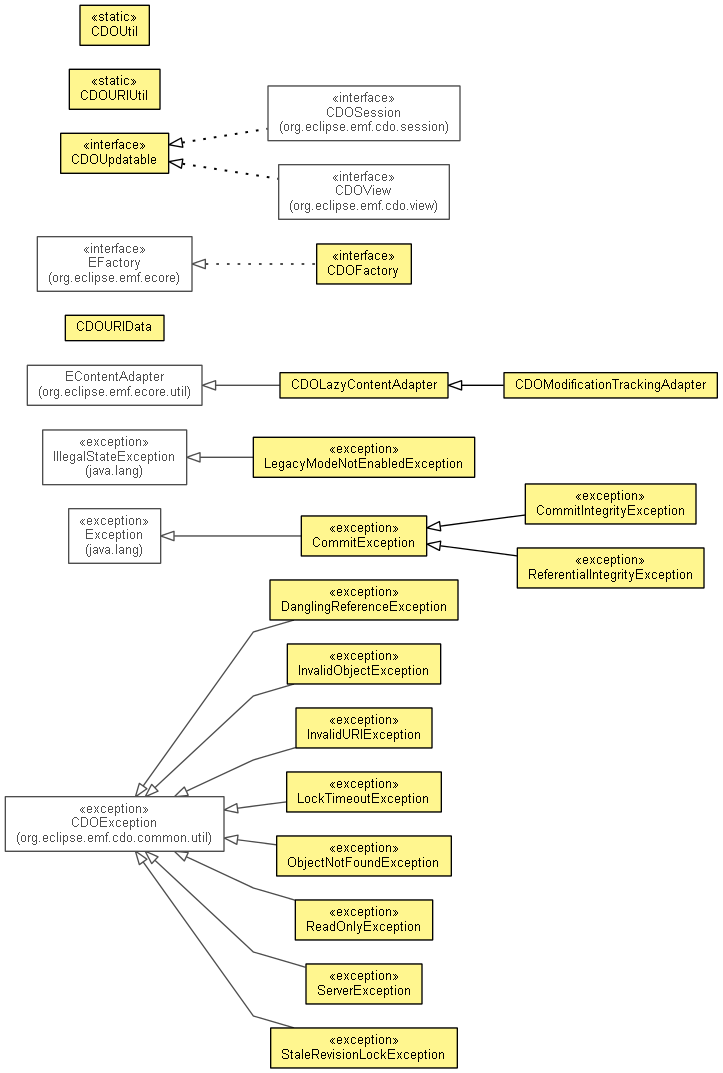 «static»
CDOUtil
«static»
CDOURIUtil
«interface»
CDOUpdatable
«interface»
CDOSession
(org.eclipse.emf.cdo.session)
«interface»
CDOView
(org.eclipse.emf.cdo.view)
«interface»
EFactory
(org.eclipse.emf.ecore)
«interface»
CDOFactory
CDOURIData
EContentAdapter
(org.eclipse.emf.ecore.util)
CDOLazyContentAdapter
CDOModificationTrackingAdapter
«exception»
IllegalStateException
(java.lang)
«exception»
LegacyModeNotEnabledException
«exception»
Exception
(java.lang)
«exception»
CommitException
«exception»
CommitIntegrityException
«exception»
ReferentialIntegrityException
«exception»
DanglingReferenceException
«exception»
InvalidObjectException
«exception»
InvalidURIException
«exception»
CDOException
(org.eclipse.emf.cdo.common.util)
«exception»
LockTimeoutException
«exception»
ObjectNotFoundException
«exception»
ReadOnlyException
«exception»
ServerException
«exception»
StaleRevisionLockException